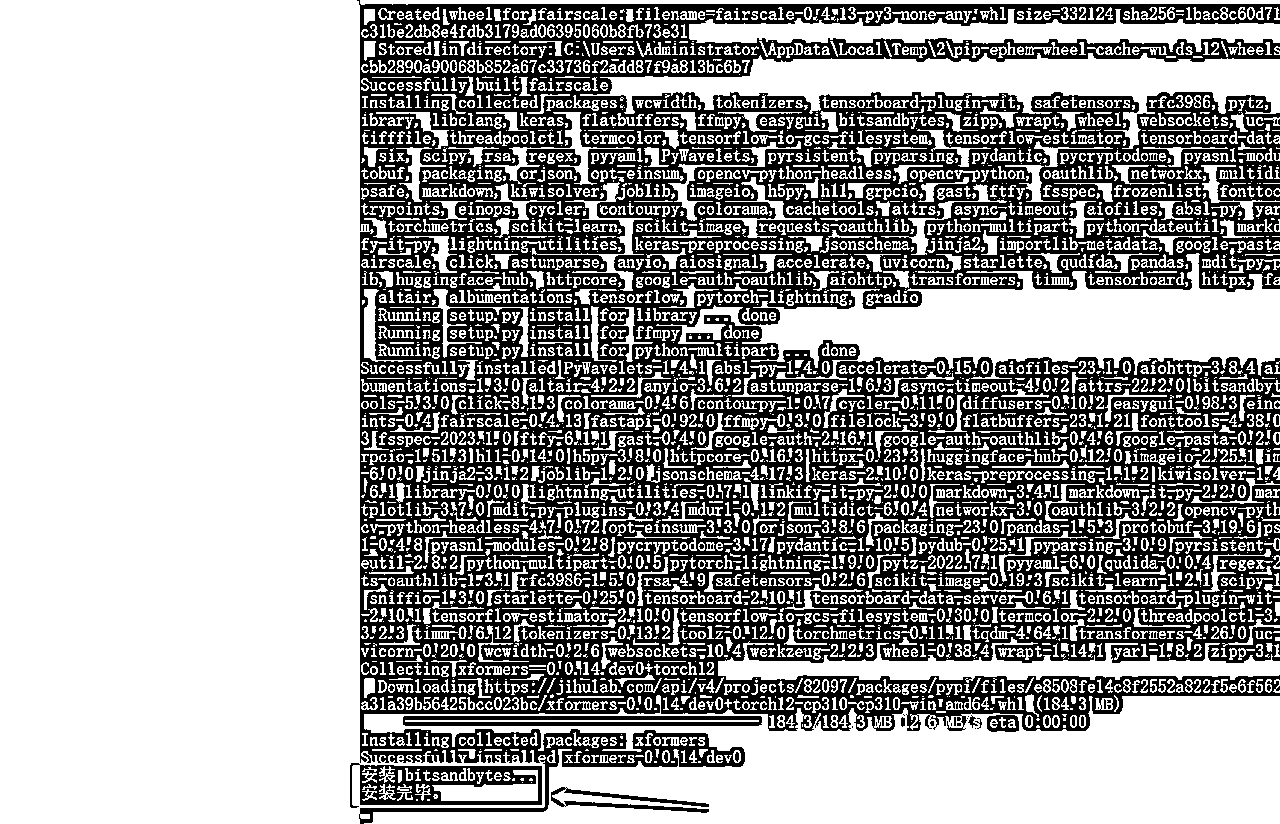 Created wheel for fairscale: filename=fairscale-0.4.13-py3-none-any.whl size=332124 sha256=1bac8c60d71
c31be2db8e4fdb3179ad06395060b8fb73e31
Stored in directory: C:\Users\Administrator\AppData\Local\Temp\2\pip-ephem-wheel-cache-wu_ds_12\wheels
cbb2890a90068b852a67c33736f2add87f9a813bc6b7
Successfully built fairscale
Installing collected packages: wcwidth, tokenizers, tensorboard-plugin-wit, safetensors, rfc3986, pytz,
ibrary, libclang, keras, flatbuffers, ffmpy, easygui, bitsandbytes, zipp, wrapt, wheel, websockets, uc-m
tifffile, threadpoolctl, termcolor, tensorflow-io-gcs-filesystem, tensorflow-estimator, tensorboard-data
, six, scipy, rsa, regex, pyyaml, PyWavelets, pyrsistent, pyparsing, pydantic, pycryptodome, pyasn1-modu
tobuf, packaging, orjson, opt-einsum, opencv-python-headless, opencv-python, oauthlib, networkx, multidi
psafe, markdown, kiwisolver, joblib, imageio, h5py, h11, grpcio, gast, ftfy, fsspec, frozenlist, fonttoo
trypoints, einops, cycler, contourpy, colorama, cachetools, attrs, async-timeout, aiofiles, absl-py, yar
m, torchmetrics, scikit-learn, scikit-image, requests-oauthlib, python-multipart, python-dateutil, markd
fy-it-py, lightning-utilities, keras-preprocessing, jsonschema, jinja2, importlib-metadata, google-pasta
airscale, click, astunparse, anyio, aiosignal, accelerate, uvicorn, starlette, qudida, pandas, mdit-py-p
lib, huggingface-hub, httpcore, google-auth-oauthlib, aiohttp, transformers, timm, tensorboard, httpx, fa
, altair, albumentations, tensorflow, pytorch-lightning, gradio
Running setup.py install for library ... done
Running setup.py install for ffmpy ... done
Running setup.py install for python-multipart ... done
Successfully installed PyWavelets-1.4.1 absl-py-1.4.0 accelerate-0.15.0 aiofiles-23.1.0 aiohttp-3.8.4 ai
bumentations-1.3.0 altair-4.2.2 anyio-3.6.2 astunparse-1.6.3 async-timeout-4.0.2 attrs-22.2.0 bitsandbyt
ools-5.3.0 click-8.1.3 colorama-0.4.6 contourpy-1.0.7 cycler-0.11.0 diffusers-0.10.2 easygui-0.98.3 eino
ints-0.4 fairscale-0.4.13 fastapi-0.92.0 ffmpy-0.3.0 filelock-3.9.0 flatbuffers-23.1.21 fonttools-4.38.0
3 fsspec-2023.1.0 ftfy-6.1.1 gast-0.4.0 google-auth-2.16.1 google-auth-oauthlib-0.4.6 google-pasta-0.2.0
rpcio-1.51.3 h11-0.14.0 h5py-3.8.0 httpcore-0.16.3 httpx-0.23.3 huggingface-hub-0.12.0 imageio-2.25.1 im
-6.0.0 jinja2-3.1.2 joblib-1.2.0 jsonschema-4.17.3 keras-2.10.0 keras-preprocessing-1.1.2 kiwisolver-1.4
.6.1 library-0.0.0 lightning-utilities-0.7.1 linkify-it-py-2.0.0 markdown-3.4.1 markdown-it-py-2.2.0 mar
tplotlib-3.7.0 mdit-py-plugins-0.3.4 mdurl-0.1.2 multidict-6.0.4 networkx-3.0 oauthlib-3.2.2 opencv-pyth
cv-python-headless-4.7.0.72 opt-einsum-3.3.0 orjson-3.8.6 packaging-23.0 pandas-1.5.3 protobuf-3.19.6 ps
1-0.4.8 pyasn1-modules-0.2.8 pycryptodome-3.17 pydantic-1.10.5 pydub-0.25.1 pyparsing-3.0.9 pyrsistent-0
eutil-2.8.2 python-multipart-0.0.5 pytorch-lightning-1.9.0 pytz-2022.7.1 pyyaml-6.0 qudida-0.0.4 regex-2
ts-oauthlib-1.3.1 rfc3986-1.5.0 rsa-4.9 safetensors-0.2.6 scikit-image-0.19.3 scikit-learn-1.2.1 scipy-1
sniffio-1.3.0 starlette-0.25.0 tensorboard-2.10.1 tensorboard-data-server-0.6.1 tensorboard-plugin-wit-
-2.10.1 tensorflow-estimator-2.10.0 tensorflow-io-gcs-filesystem-0.30.0 termcolor-2.2.0 threadpoolctl-3.
3.2.3 timm-0.6.12 tokenizers-0.13.2 toolz-0.12.0 torchmetrics-0.11.1 tqdm-4.64.1 transformers-4.26.0 uc-
vicorn-0.20.0 wcwidth-0.2.6 websockets-10.4 werkzeug-2.2.3 wheel-0.38.4 wrapt-1.14.1 yarl-1.8.2 zipp-3.1
Collecting xformers==0.0.14.dev0+torch12
Downloading https://jihulab.com/api/v4/projects/82097/packages/pypi/files/e8508fe14c8f2552a822f5e6f562
a31a39b56425bcc023bc/xformers-0.0.14.dev0+torch12-cp310-cp310-win_amd64.whl (184.3 MB)
184.3/184.3 MB 12.6 MB/s eta 0:00:00
Installing collected packages: xformers
Successfully installed xformers-0.0.14.dev0
安装 bitsandbytes...
安装完毕.